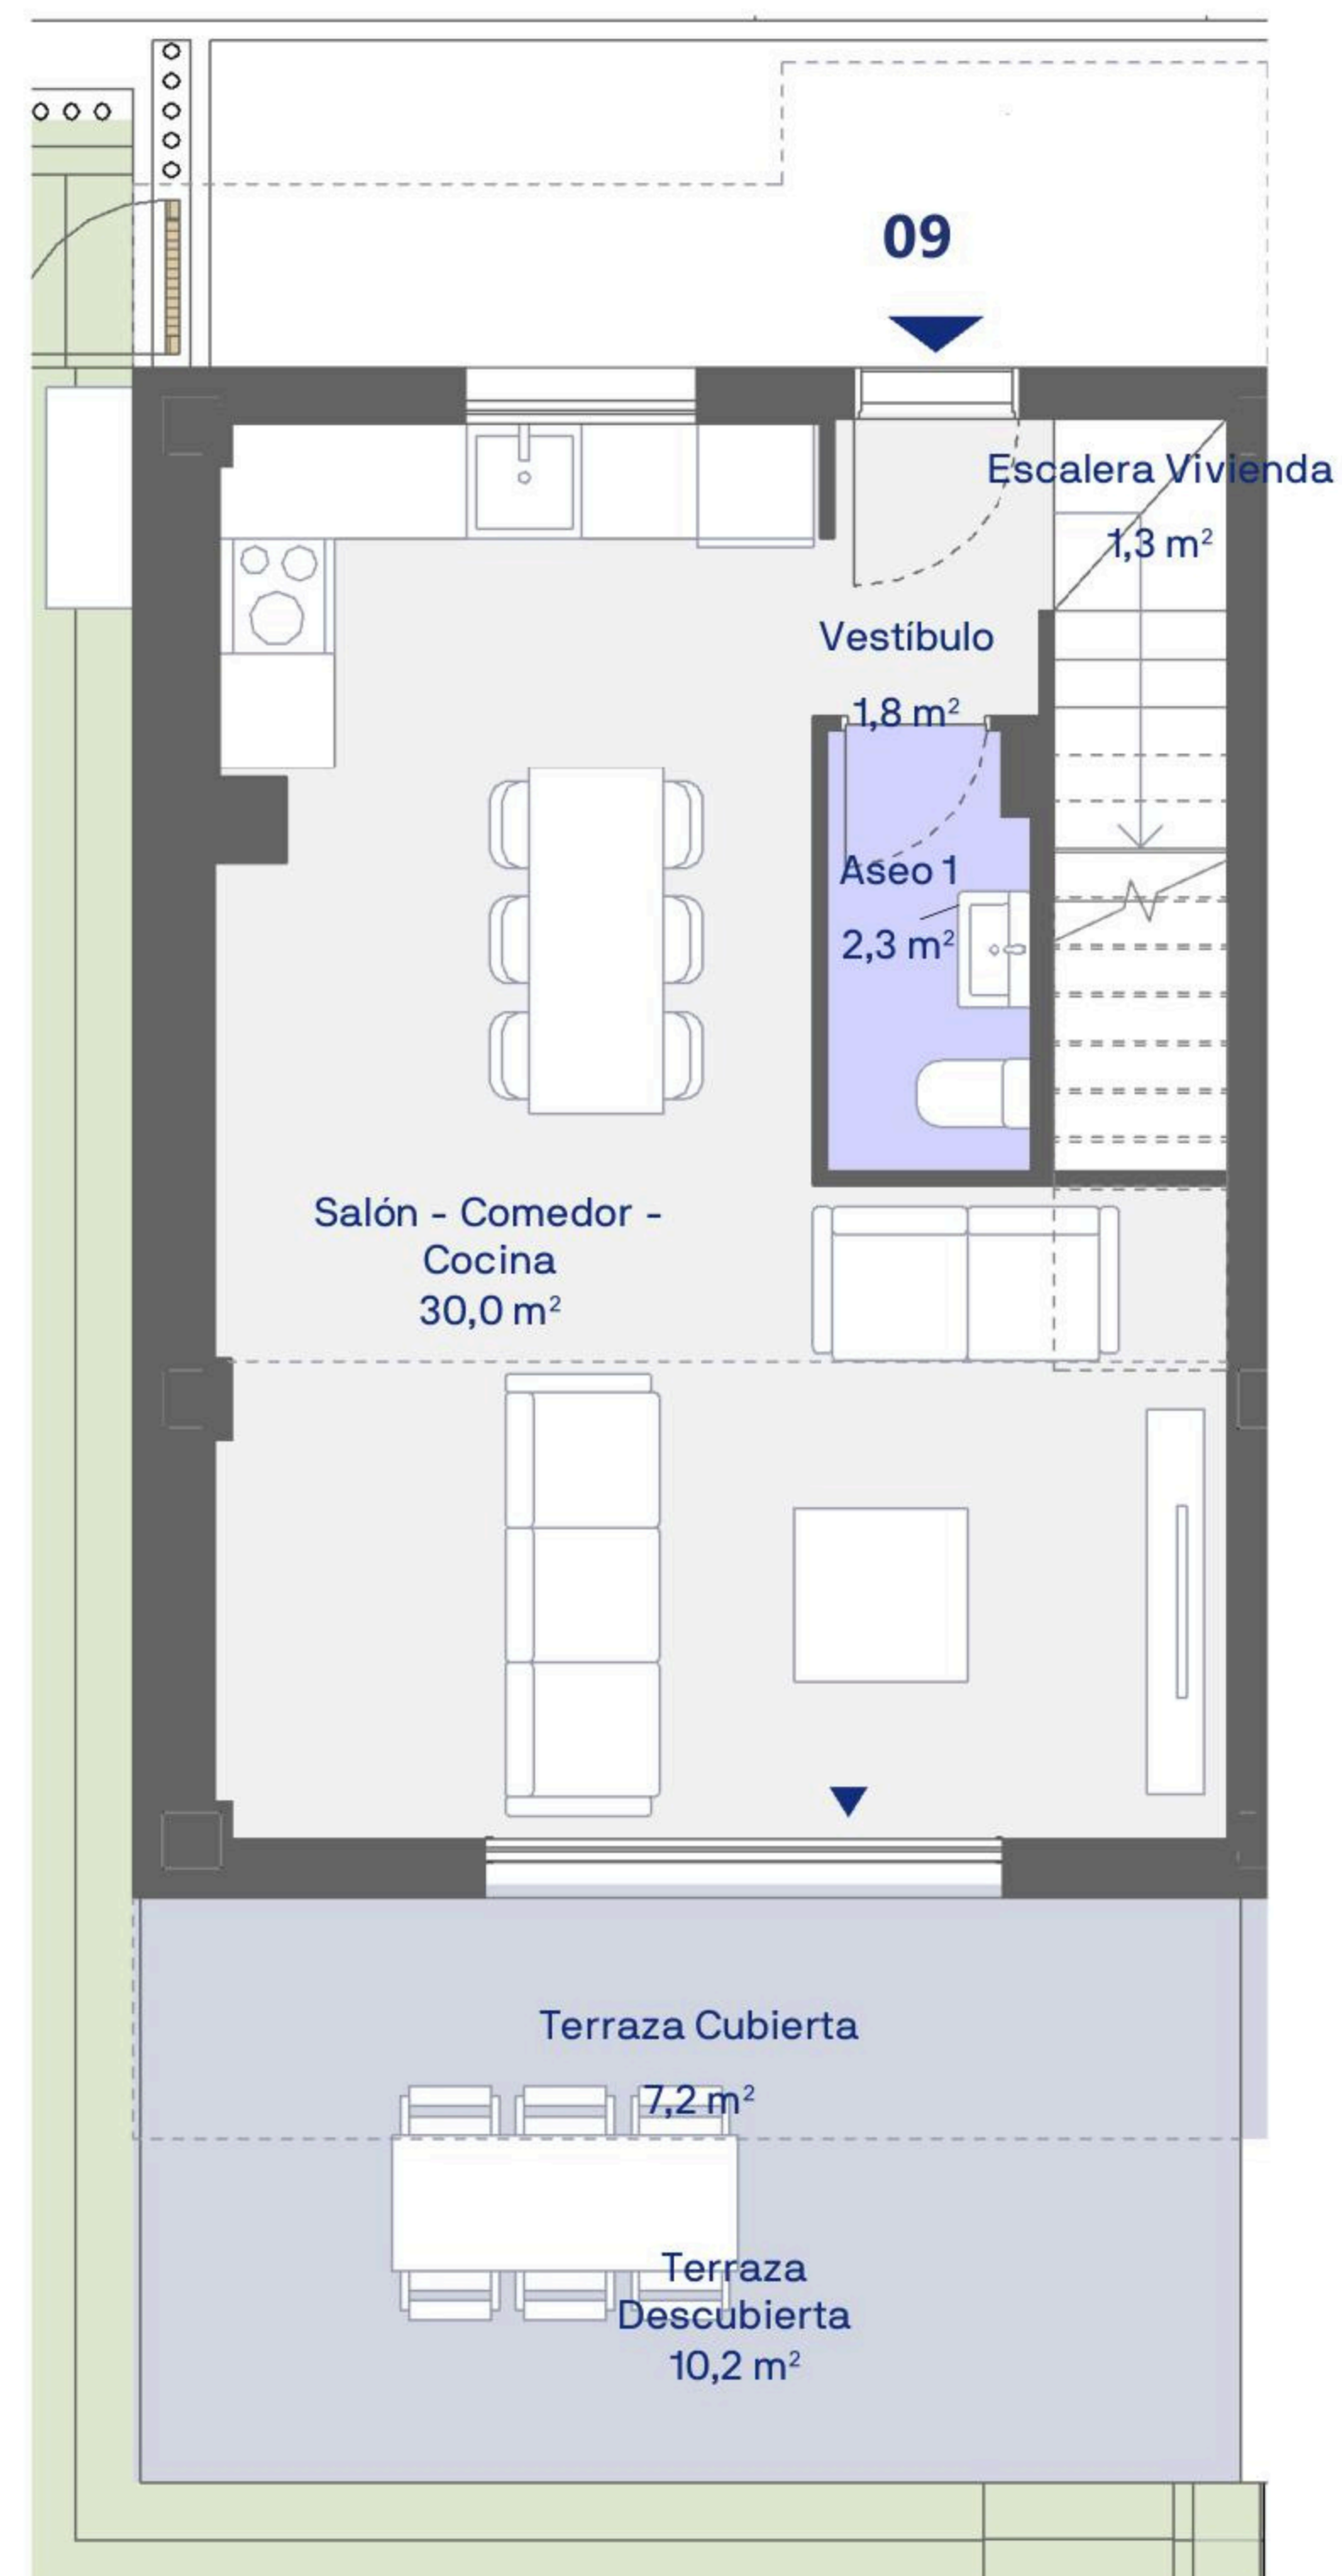 09
Escalera Vivienda
1,3 m²
Vestíbulo
1,8 m²
Aseo 1
2,3 m²
Salón - Comedor -
Cocina
30,0 m²
Terraza Cubierta
7,2 m²
Terraza
Descubierta
10,2 m²